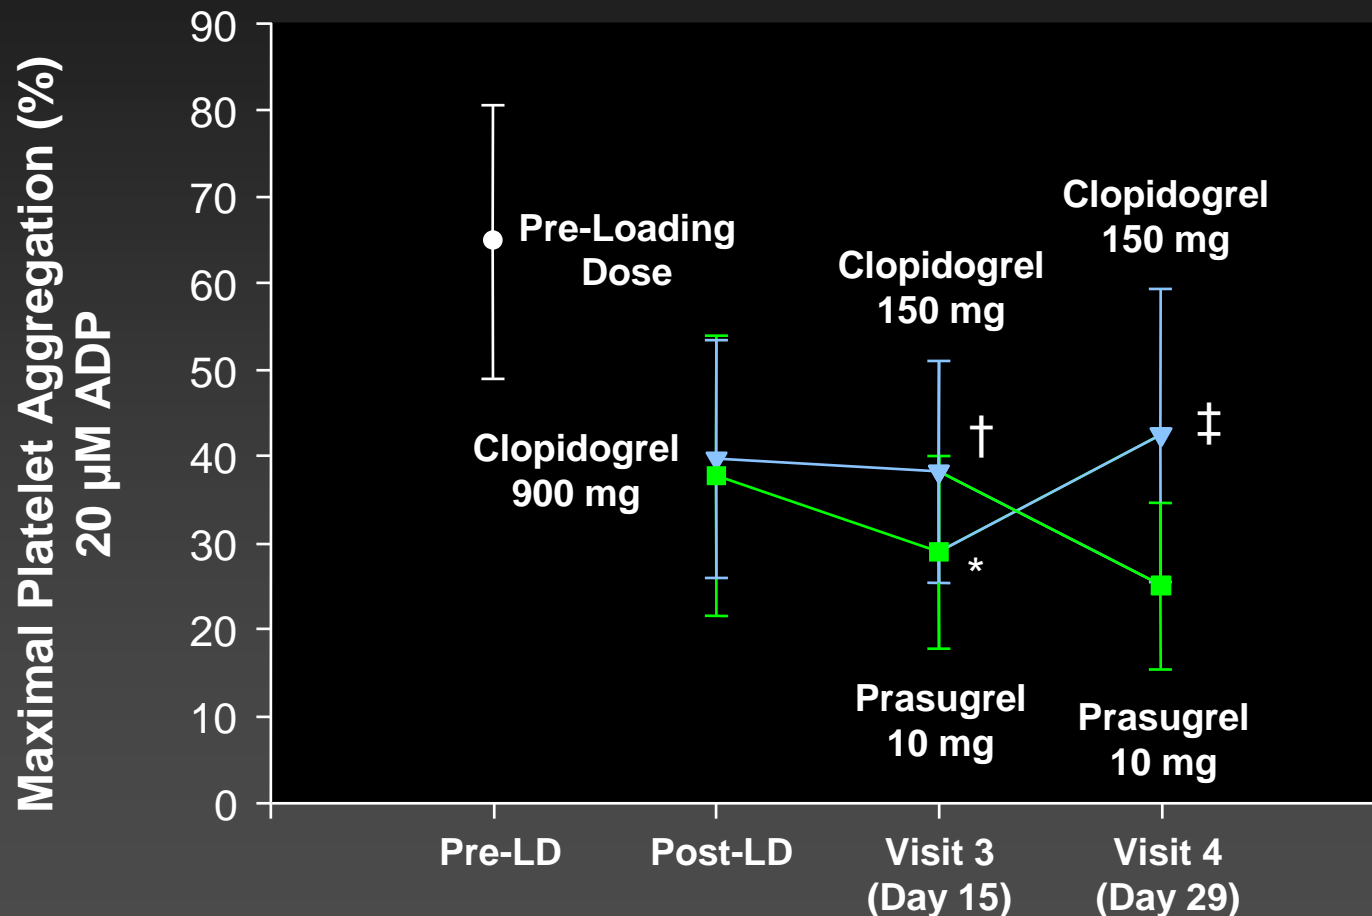 Maximal Platelet Aggregation (%)
20 µM ADP
90
80
70
60
50
40
30
20
10
0
Pre-Loading
Dose
Clopidogrel
900 mg
Clopidogrel
150 mg
†
*
Prasugrel
10 mg
Clopidogrel
150 mg
‡
Prasugrel
10 mg
Pre-LD
Post-LD
Visit 3
(Day 15)
Visit 4
(Day 29)